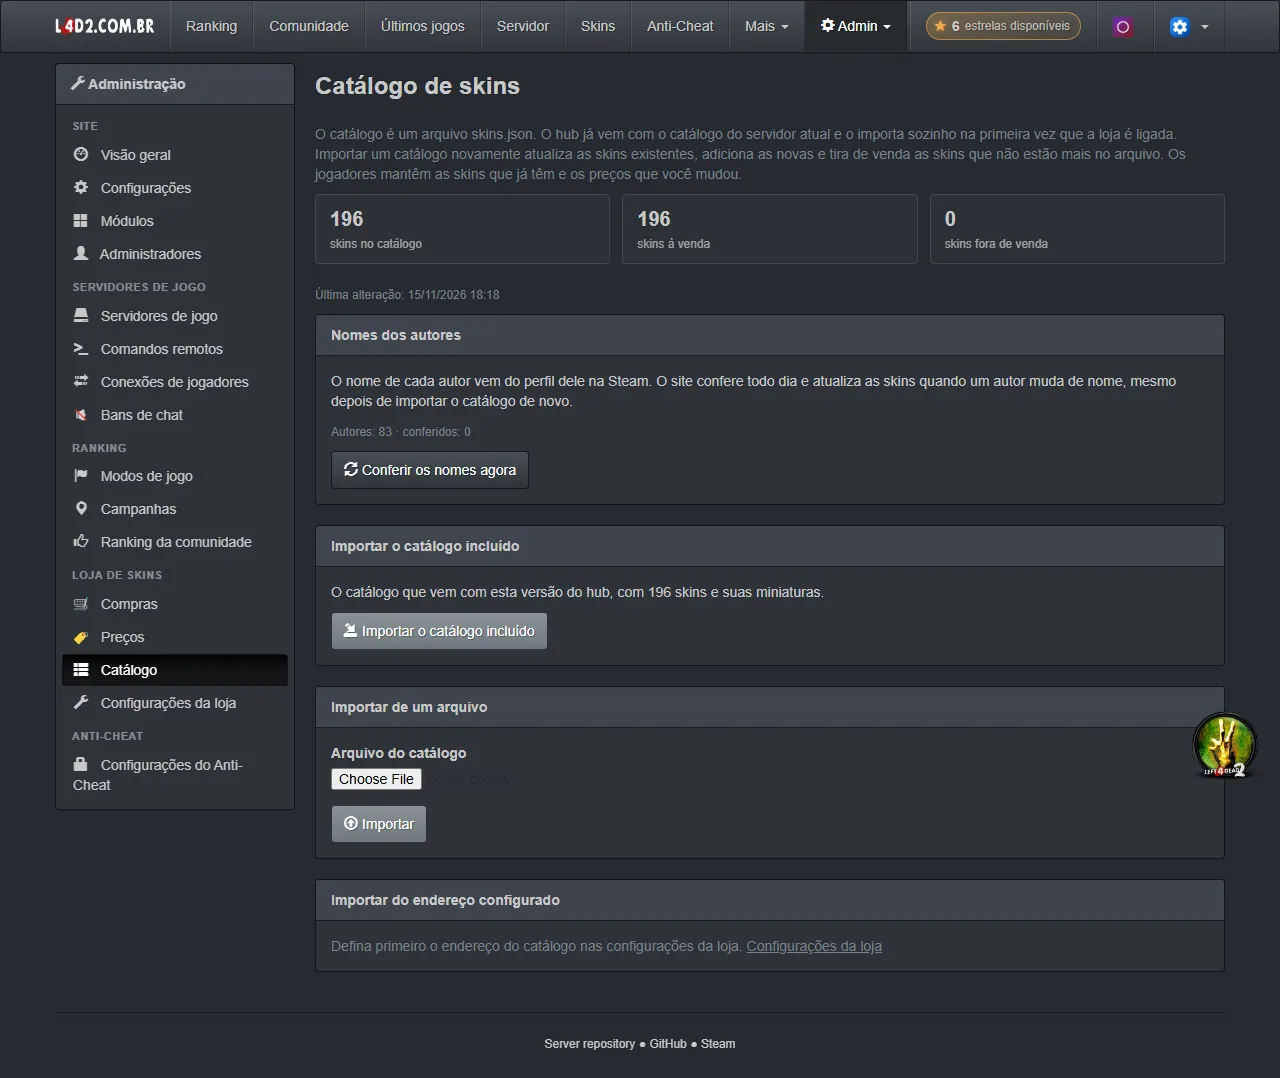 L4D2.COM.BR
Ranking
Comunidade
Últimos jogos
Servidor
Skins
Anti-Cheat
Mais
Admin
6 estrelas disponíveis
Administração
SITE
Visão geral
Configurações
Módulos
Administradores
SERVIDORES DE JOGO
Servidores de jogo
Comandos remotos
Conexões de jogadores
Bans de chat
RANKING
Modos de jogo
Campanhas
Ranking da comunidade
LOJA DE SKINS
Compras
Preços
Catálogo
Configurações da loja
ANTI-CHEAT
Configurações do Anti-
Cheat
Catálogo de skins
O catálogo é um arquivo skins.json. O hub já vem com o catálogo do servidor atual e o importa sozinho na primeira vez que a loja é ligada.
Importar um catálogo novamente atualiza as skins existentes, adiciona as novas e tira de venda as skins que não estão mais no arquivo. Os
jogadores mantêm as skins que já têm e os preços que você mudou.
196
skins no catálogo
196
skins à venda
0
skins fora de venda
Última alteração: 15/11/2026 18:18
Nomes dos autores
O nome de cada autor vem do perfil dele na Steam. O site confere todo dia e atualiza as skins quando um autor muda de nome, mesmo
depois de importar o catálogo de novo.
Autores: 83 · conferidos: 0
Conferir os nomes agora
Importar o catálogo incluído
O catálogo que vem com esta versão do hub, com 196 skins e suas miniaturas.
Importar o catálogo incluído
Importar de um arquivo
Arquivo do catálogo
Choose File
Importar
LEFT 4 DEAD 2
Importar do endereço configurado
Defina primeiro o endereço do catálogo nas configurações da loja. Configurações da loja
Server repository ● GitHub ● Steam